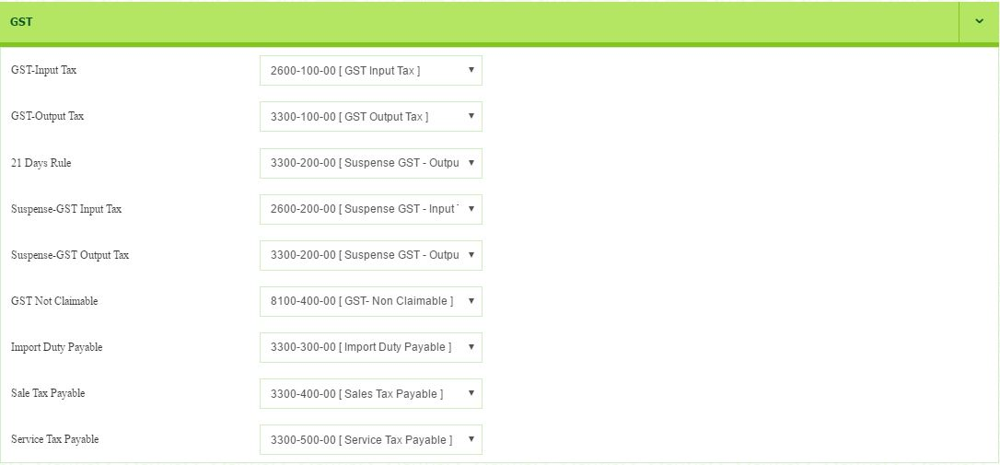 GST
GST-Input Tax 2600-100-00 [ GST Input Tax ]
GST-Output Tax 3300-100-00 [ GST Output Tax ]
21 Days Rule 3300-200-00 [ Suspense GST - Outpu
Suspense-GST Input Tax 2600-200-00 [ Suspense GST - Input
Suspense-GST Output Tax 3300-200-00 [ Suspense GST - Outpu
GST Not Claimable 8100-400-00 [ GST- Non Claimable ]
Import Duty Payable 3300-300-00 [ Import Duty Payable ]
Sale Tax Payable 3300-400-00 [ Sales Tax Payable ]
Service Tax Payable 3300-500-00 [ Service Tax Payable ]